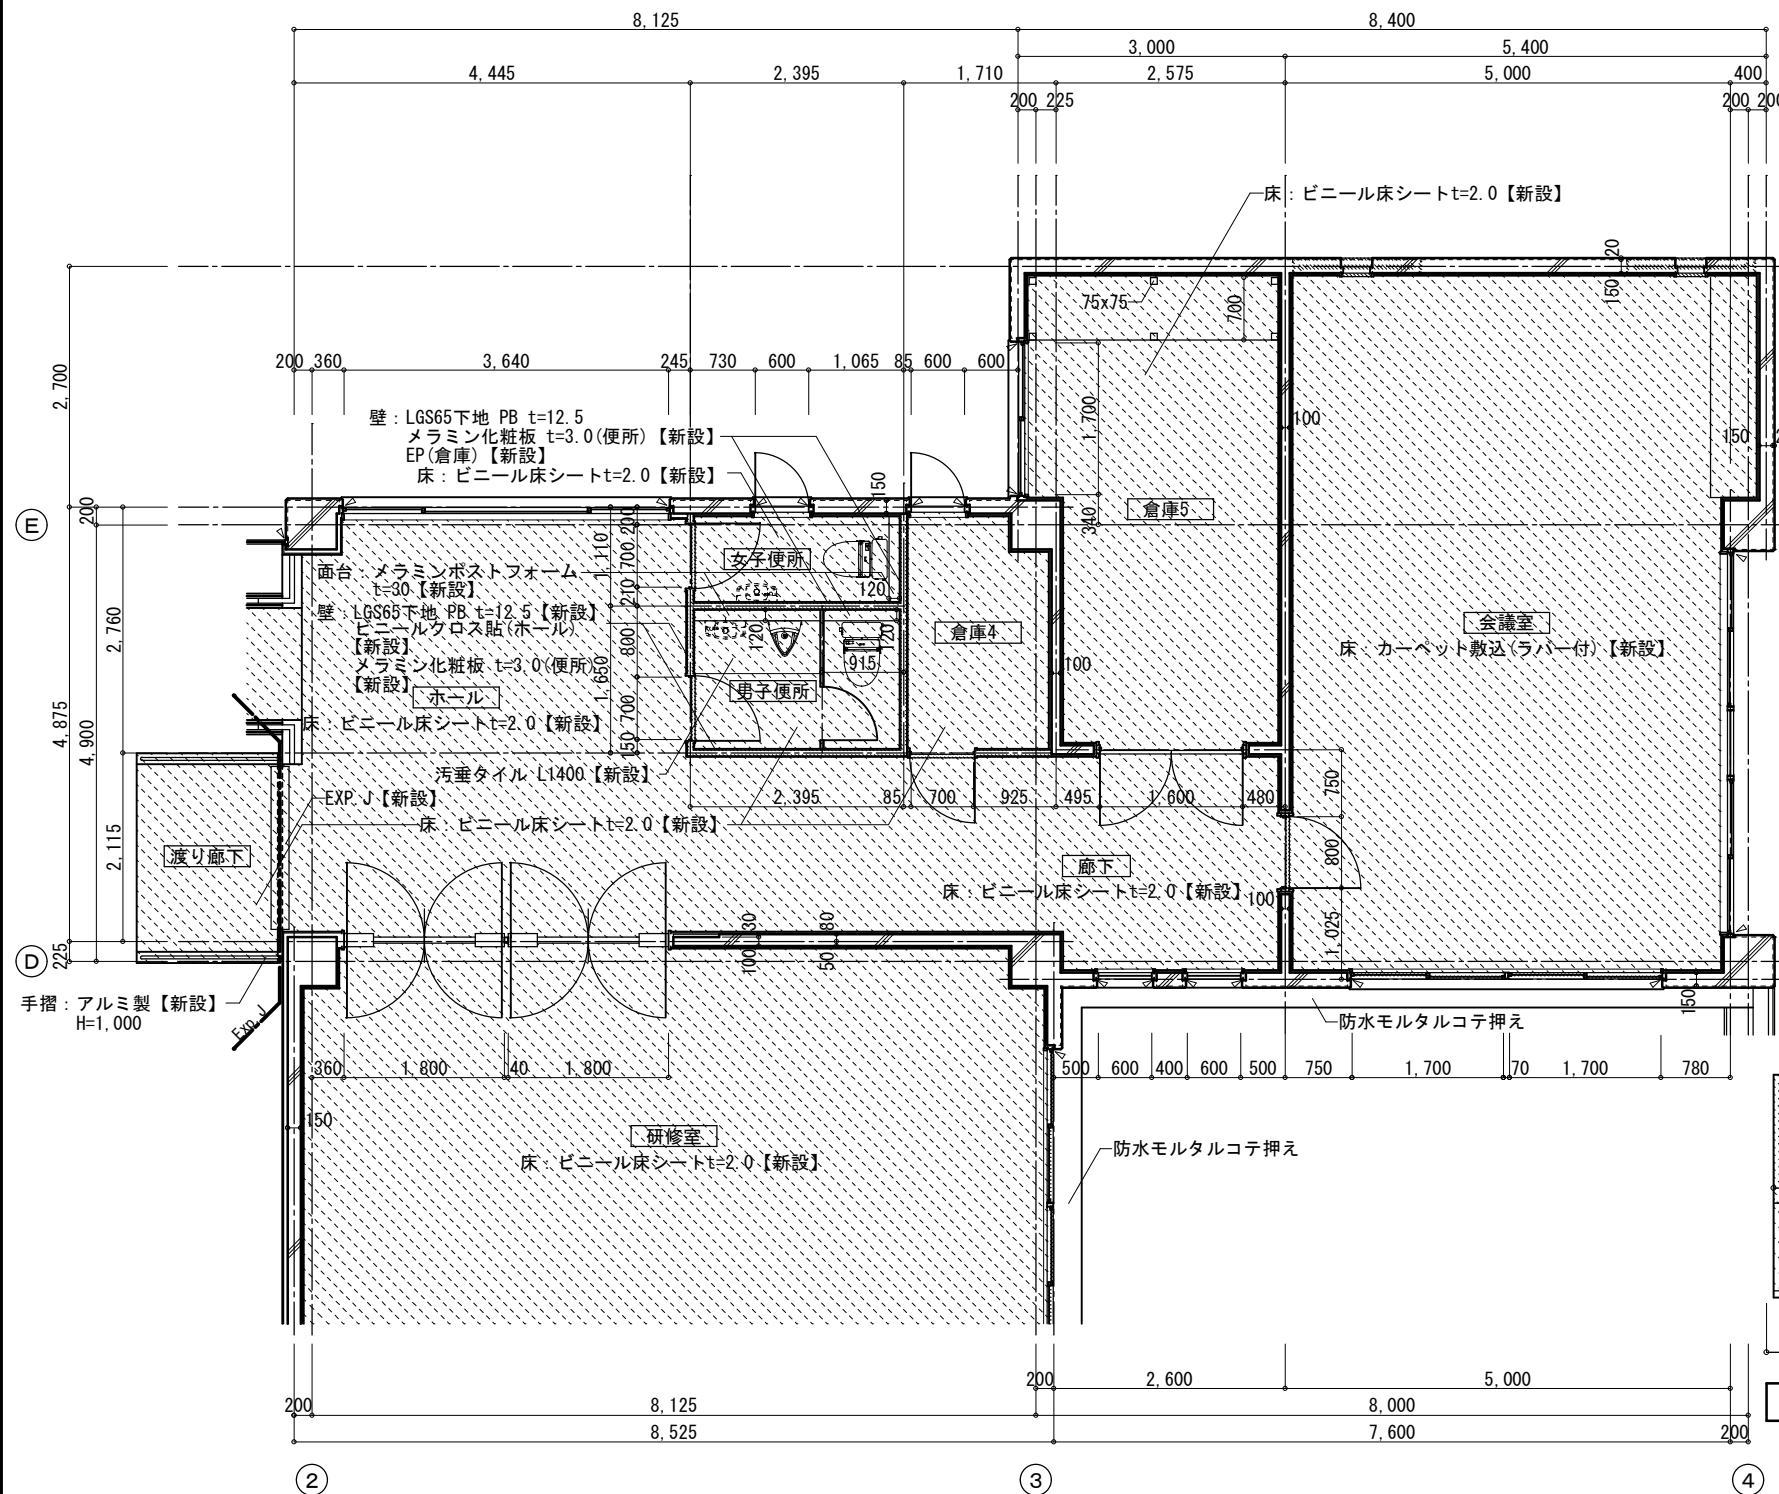 8,125
8,400
3,000
5,400
4,445
2,395
1,710
2,575
5,000
400
200
225
200
床：ビニール床シートt=2.0【新設】
20
150
75x75
700
2,700
200
360
3,640
245
730
600
1,065
85
600
600
壁：LGS65下地 PB t=12.5
メラミン化粧板 t=3.0(便所)【新設】
EP(倉庫)【新設】
床：ビニール床シートt=2.0【新設】
1,700
100
150
150
340
倉庫5
E
200
200
女子便所
1,110
700
面台：メラミンポストフォーム
t=30【新設】
210
120
壁：LGS65下地 PB t=12.5【新設】
ビニールクロス貼(ホール)
【新設】
メラミン化粧板 t=3.0(便所)
【新設】
2,760
800
120
120
倉庫4
会議室
床：カーペット敷込(ラバー付)【新設】
915
100
1,650
ホール
男子便所
床：ビニール床シートt=2.0【新設】
700
150
4,875
4,900
汚垂タイル L1400【新設】
EXP.J【新設】
2,395
85
700
925
495
1,600
480
750
床：ビニール床シートt=2.0【新設】
2,115
渡り廊下
廊下
床：ビニール床シートt=2.0【新設】
800
100
1,025
30
80
100
50
D
225
手摺：アルミ製【新設】
H=1,000
Exp.J
150
防水モルタルコテ押え
360
1,800
40
1,800
500
600
400
600
500
750
1,700
70
1,700
780
150
研修室
床：ビニール床シートt=2.0【新設】
防水モルタルコテ押え
200
2,600
5,000
200
8,125
8,000
8,525
7,600
200
2
3
4